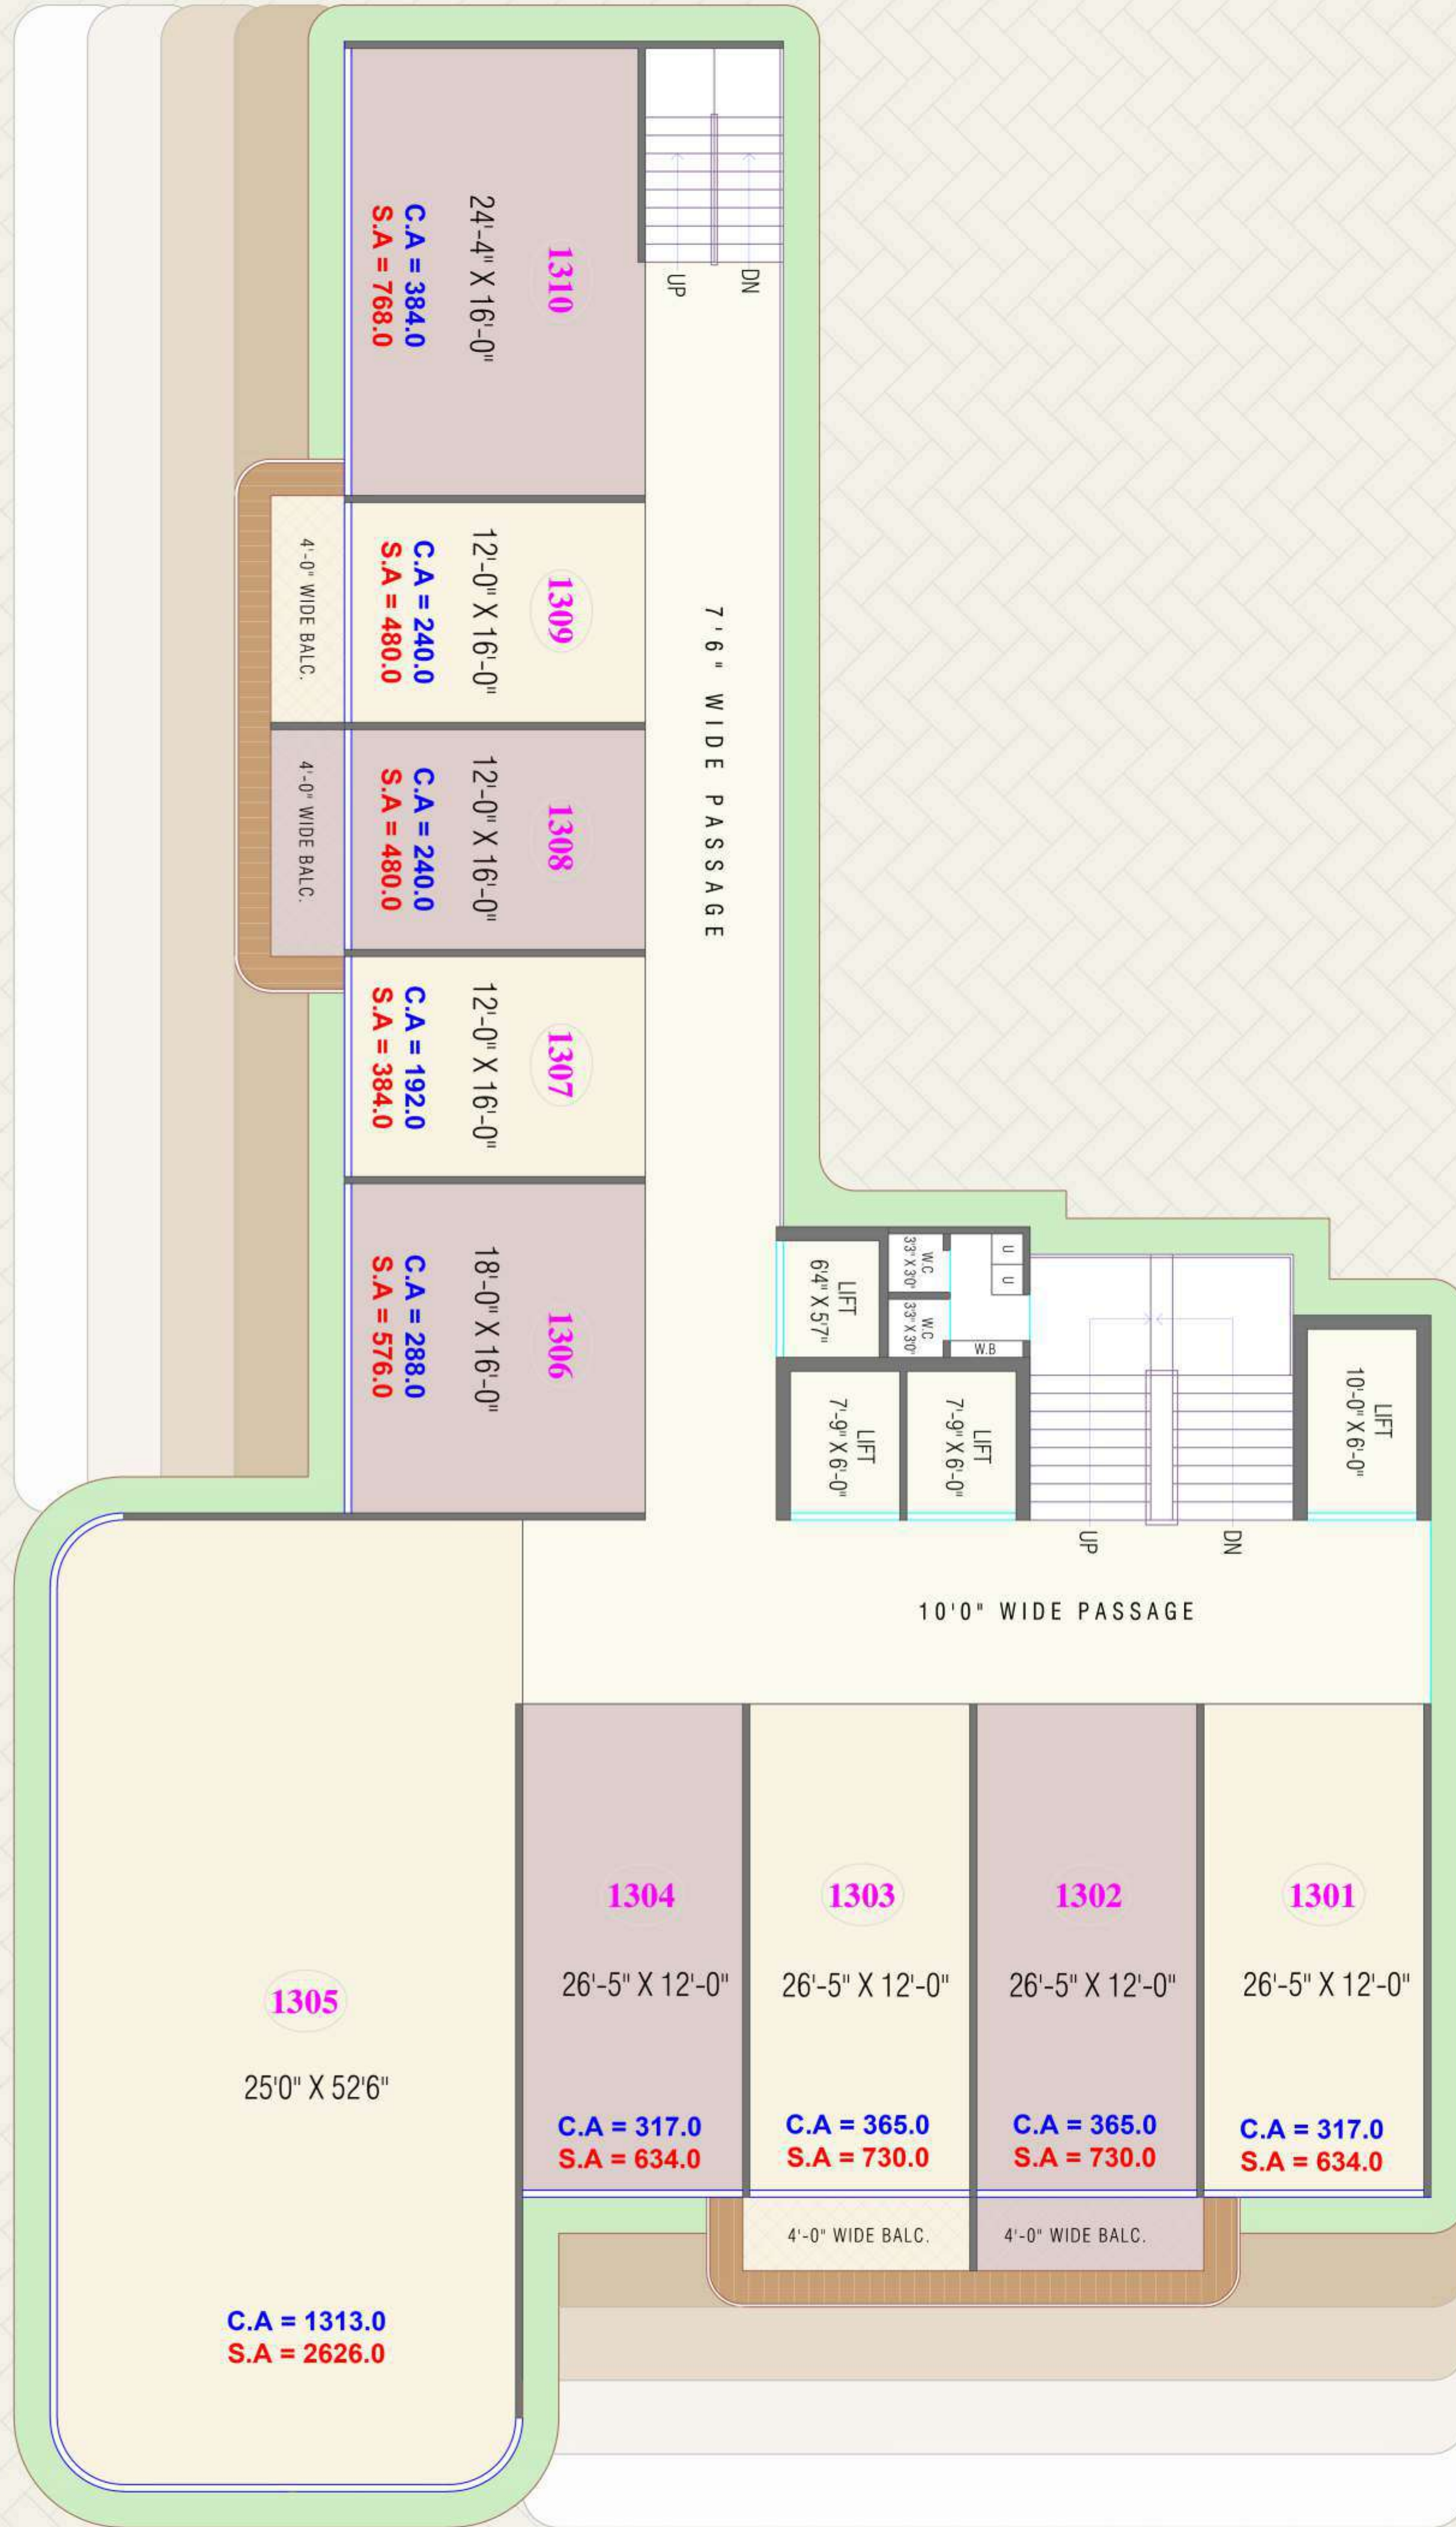 1310
24'-4" X 16'-0"
C.A = 384.0
S.A = 768.0
UP
DN
1309
12'-0" X 16'-0"
C.A = 240.0
S.A = 480.0
4'-0" WIDE BALC.
1308
12'-0" X 16'-0"
C.A = 240.0
S.A = 480.0
4'-0" WIDE BALC.
7'6" WIDE PASSAGE
1307
12'-0" X 16'-0"
C.A = 192.0
S.A = 384.0
1306
18'-0" X 16'-0"
C.A = 288.0
S.A = 576.0
LIFT
6'4" X 5'7"
W.C
3'3" X 3'0"
W.C
3'3" X 3'0"
U
U
W.B
LIFT
7'-9" X 6'-0"
LIFT
7'-9" X 6'-0"
LIFT
10'-0" X 6'-0"
UP
DN
10'0" WIDE PASSAGE
1304
26'-5" X 12'-0"
C.A = 317.0
S.A = 634.0
1303
26'-5" X 12'-0"
C.A = 365.0
S.A = 730.0
4'-0" WIDE BALC.
1302
26'-5" X 12'-0"
C.A = 365.0
S.A = 730.0
4'-0" WIDE BALC.
1301
26'-5" X 12'-0"
C.A = 317.0
S.A = 634.0
1305
25'0" X 52'6"
C.A = 1313.0
S.A = 2626.0